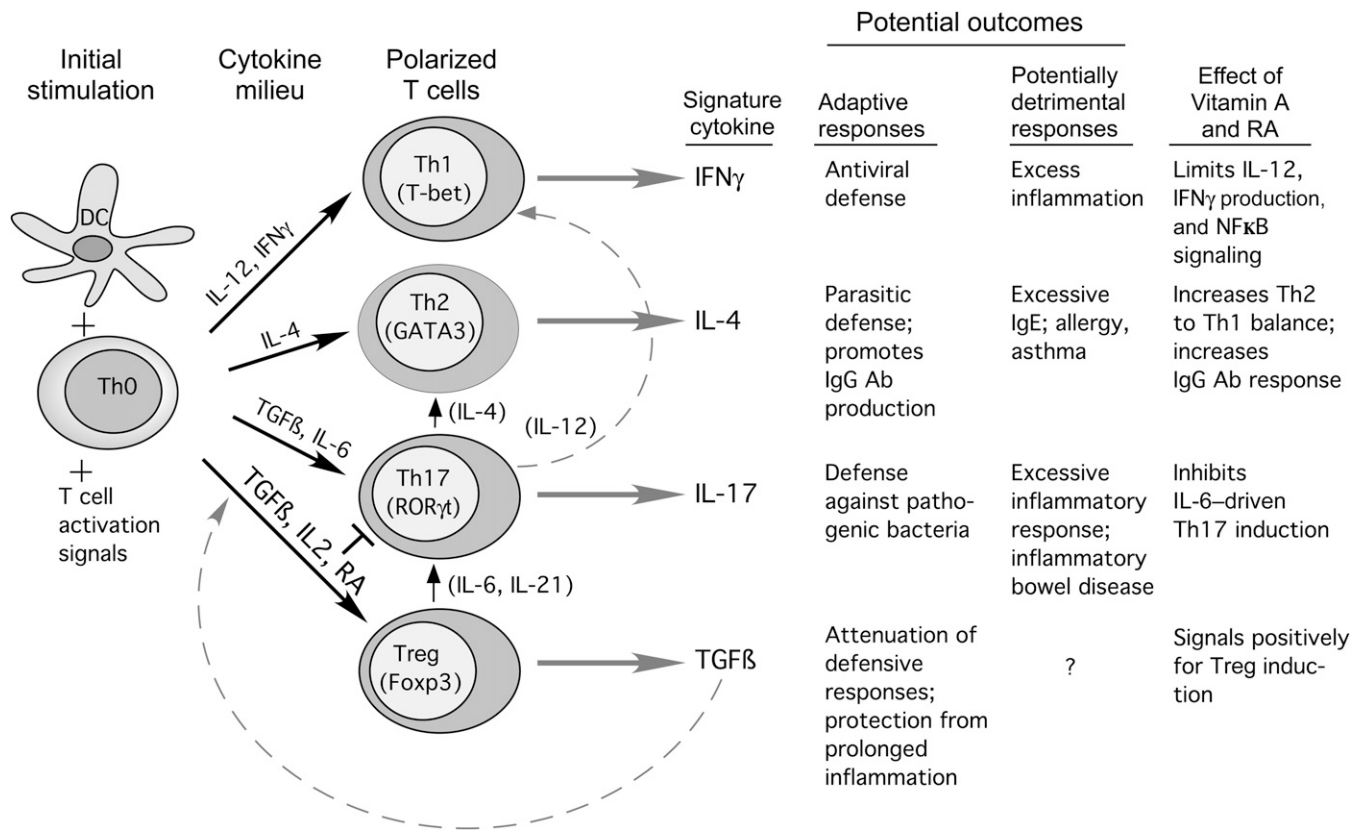 Potential outcomes
Initial
stimulation
Cytokine
milieu
Polarized
T cells
Signature
cytokine
Adaptive
responses
Potentially
detrimental
responses
Effect of
Vitamin A
and RA
DC
+
Th0
+
T cell
activation
signals
IL-12, IFNγ
IL-4
TGFß, IL-6
TGFß, IL2, RA
Th1
(T-bet)
IFNγ
Antiviral
defense
Excess
inflammation
Limits IL-12,
IFNγ production,
and NFκB
signaling
Th2
(GATA3)
IL-4
Parasitic
defense;
promotes
IgG Ab
production
Excessive
IgE; allergy,
asthma
Increases Th2
to Th1 balance;
increases
IgG Ab response
(IL-4)
(IL-12)
Th17
(RORγt)
IL-17
Defense
against patho-
genic bacteria
Excessive
inflammatory
response;
inflammatory
bowel disease
Inhibits
IL-6–driven
Th17 induction
(IL-6, IL-21)
Treg
(Foxp3)
TGFß
Attenuation of
defensive
responses;
protection from
prolonged
inflammation
?
Signals positively
for Treg induc-
tion